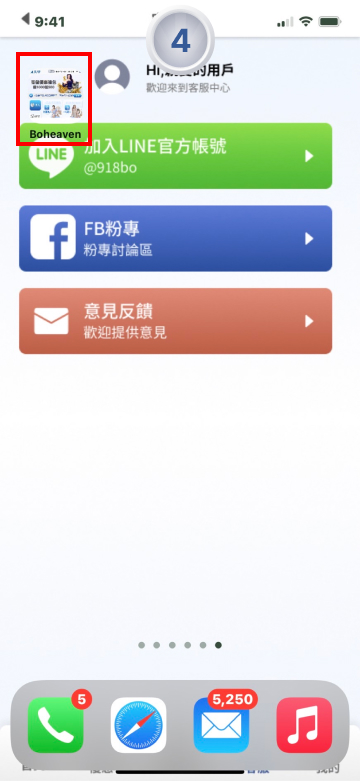 9:41
4
Hi,
的用戶
歡迎來到客服中心
Boheaven
LINE
加入LINE官方帳號
@918bo
FB粉專
粉專討論區
意見反饋
歡迎提供意見
5
5,250